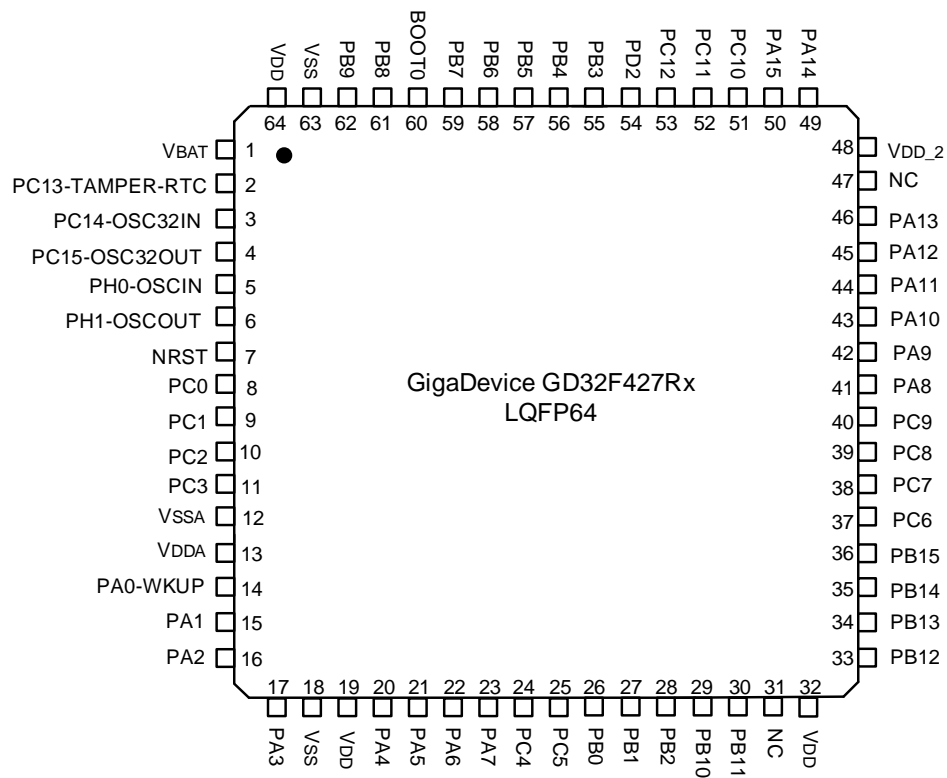 VDD VSS PB9 PB8 BOOT0 PB7 PB6 PB5 PB4 PB3 PD2 PC12 PC11 PC10 PA15 PA14
64 63 62 61 60 59 58 57 56 55 54 53 52 51 50 49
VBAT 1
PC13-TAMPER-RTC 2
PC14-OSC32IN 3
PC15-OSC32OUT 4
PH0-OSCIN 5
PH1-OSCOUT 6
NRST 7
PC0 8
PC1 9
PC2 10
PC3 11
VSSA 12
VDDA 13
PA0-WKUP 14
PA1 15
PA2 16
GigaDevice GD32F427Rx
LQFP64
48 VDD_2
47 NC
46 PA13
45 PA12
44 PA11
43 PA10
42 PA9
41 PA8
40 PC9
39 PC8
38 PC7
37 PC6
36 PB15
35 PB14
34 PB13
33 PB12
17 18 19 20 21 22 23 24 25 26 27 28 29 30 31 32
PA3 VSS VDD PA4 PA5 PA6 PA7 PC4 PC5 PB0 PB1 PB2 PB10 PB11 NC VDD